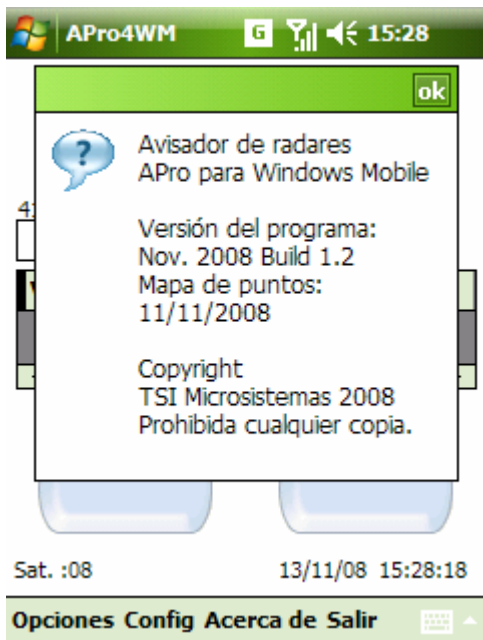 APro4WM G 15:28
ok
?
Avisador de radares
APro para Windows Mobile
Versión del programa:
Nov. 2008 Build 1.2
Mapa de puntos:
11/11/2008
Copyright
TSI Microsistemas 2008
Prohibida cualquier copia.
Sat. :08 13/11/08 15:28:18
Opciones Config Acerca de Salir